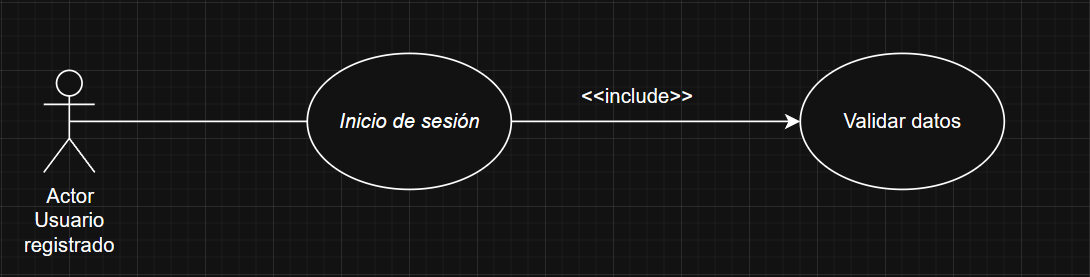 <<include>>
Inicio de sesión
Validar datos
Actor
Usuario
registrado